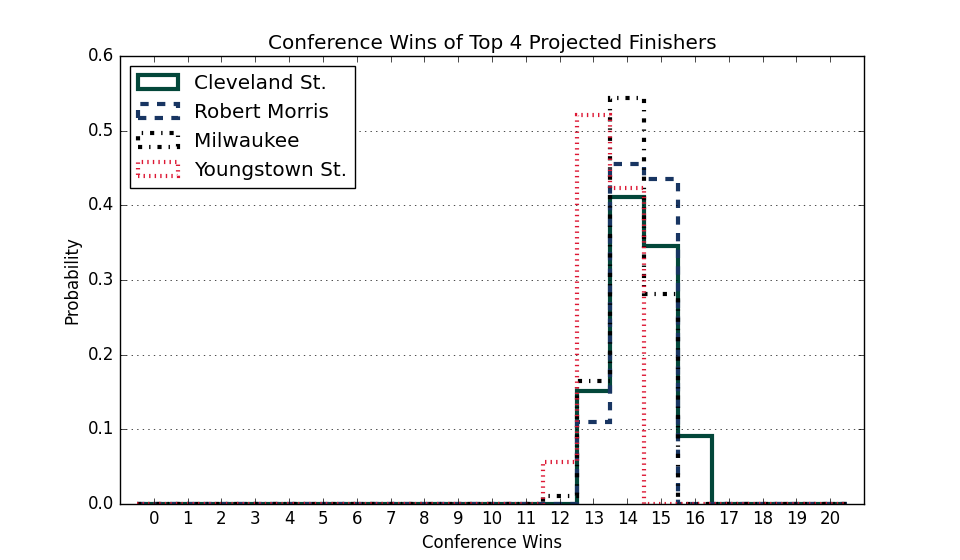 Conference Wins of Top 4 Projected Finishers
Cleveland St.
Robert Morris
Milwaukee
Youngstown St.
0.6
0.5
0.4
0.3
0.2
0.1
0.0
Probability
0 1 2 3 4 5 6 7 8 9 10 11 12 13 14 15 16 17 18 19 20
Conference Wins